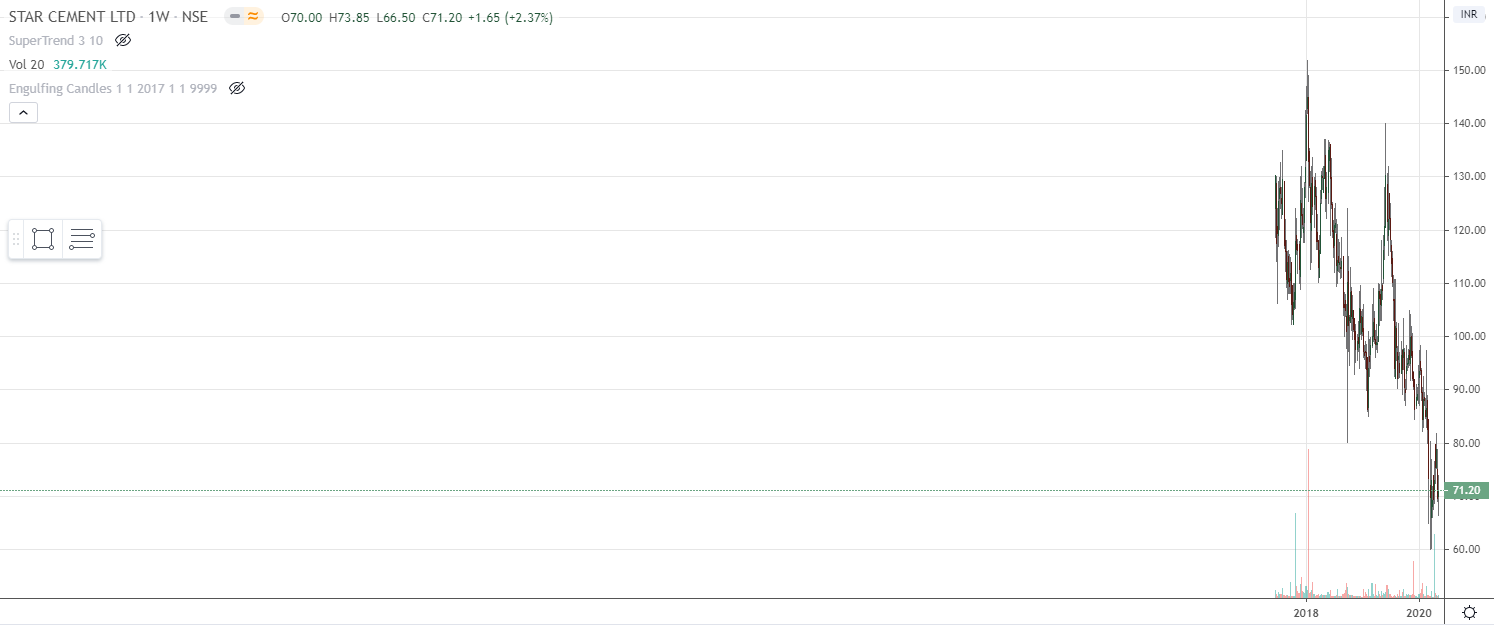 STAR CEMENT LTD · 1W · NSE O70.00 H73.85 L66.50 C71.20 +1.65 (+2.37%)
INR
SuperTrend 3 10
Vol 20 379.717K
Engulfing Candles 1 1 2017 1 1 9999
150.00
140.00
130.00
120.00
110.00
100.00
90.00
80.00
71.20
60.00
2018 2020